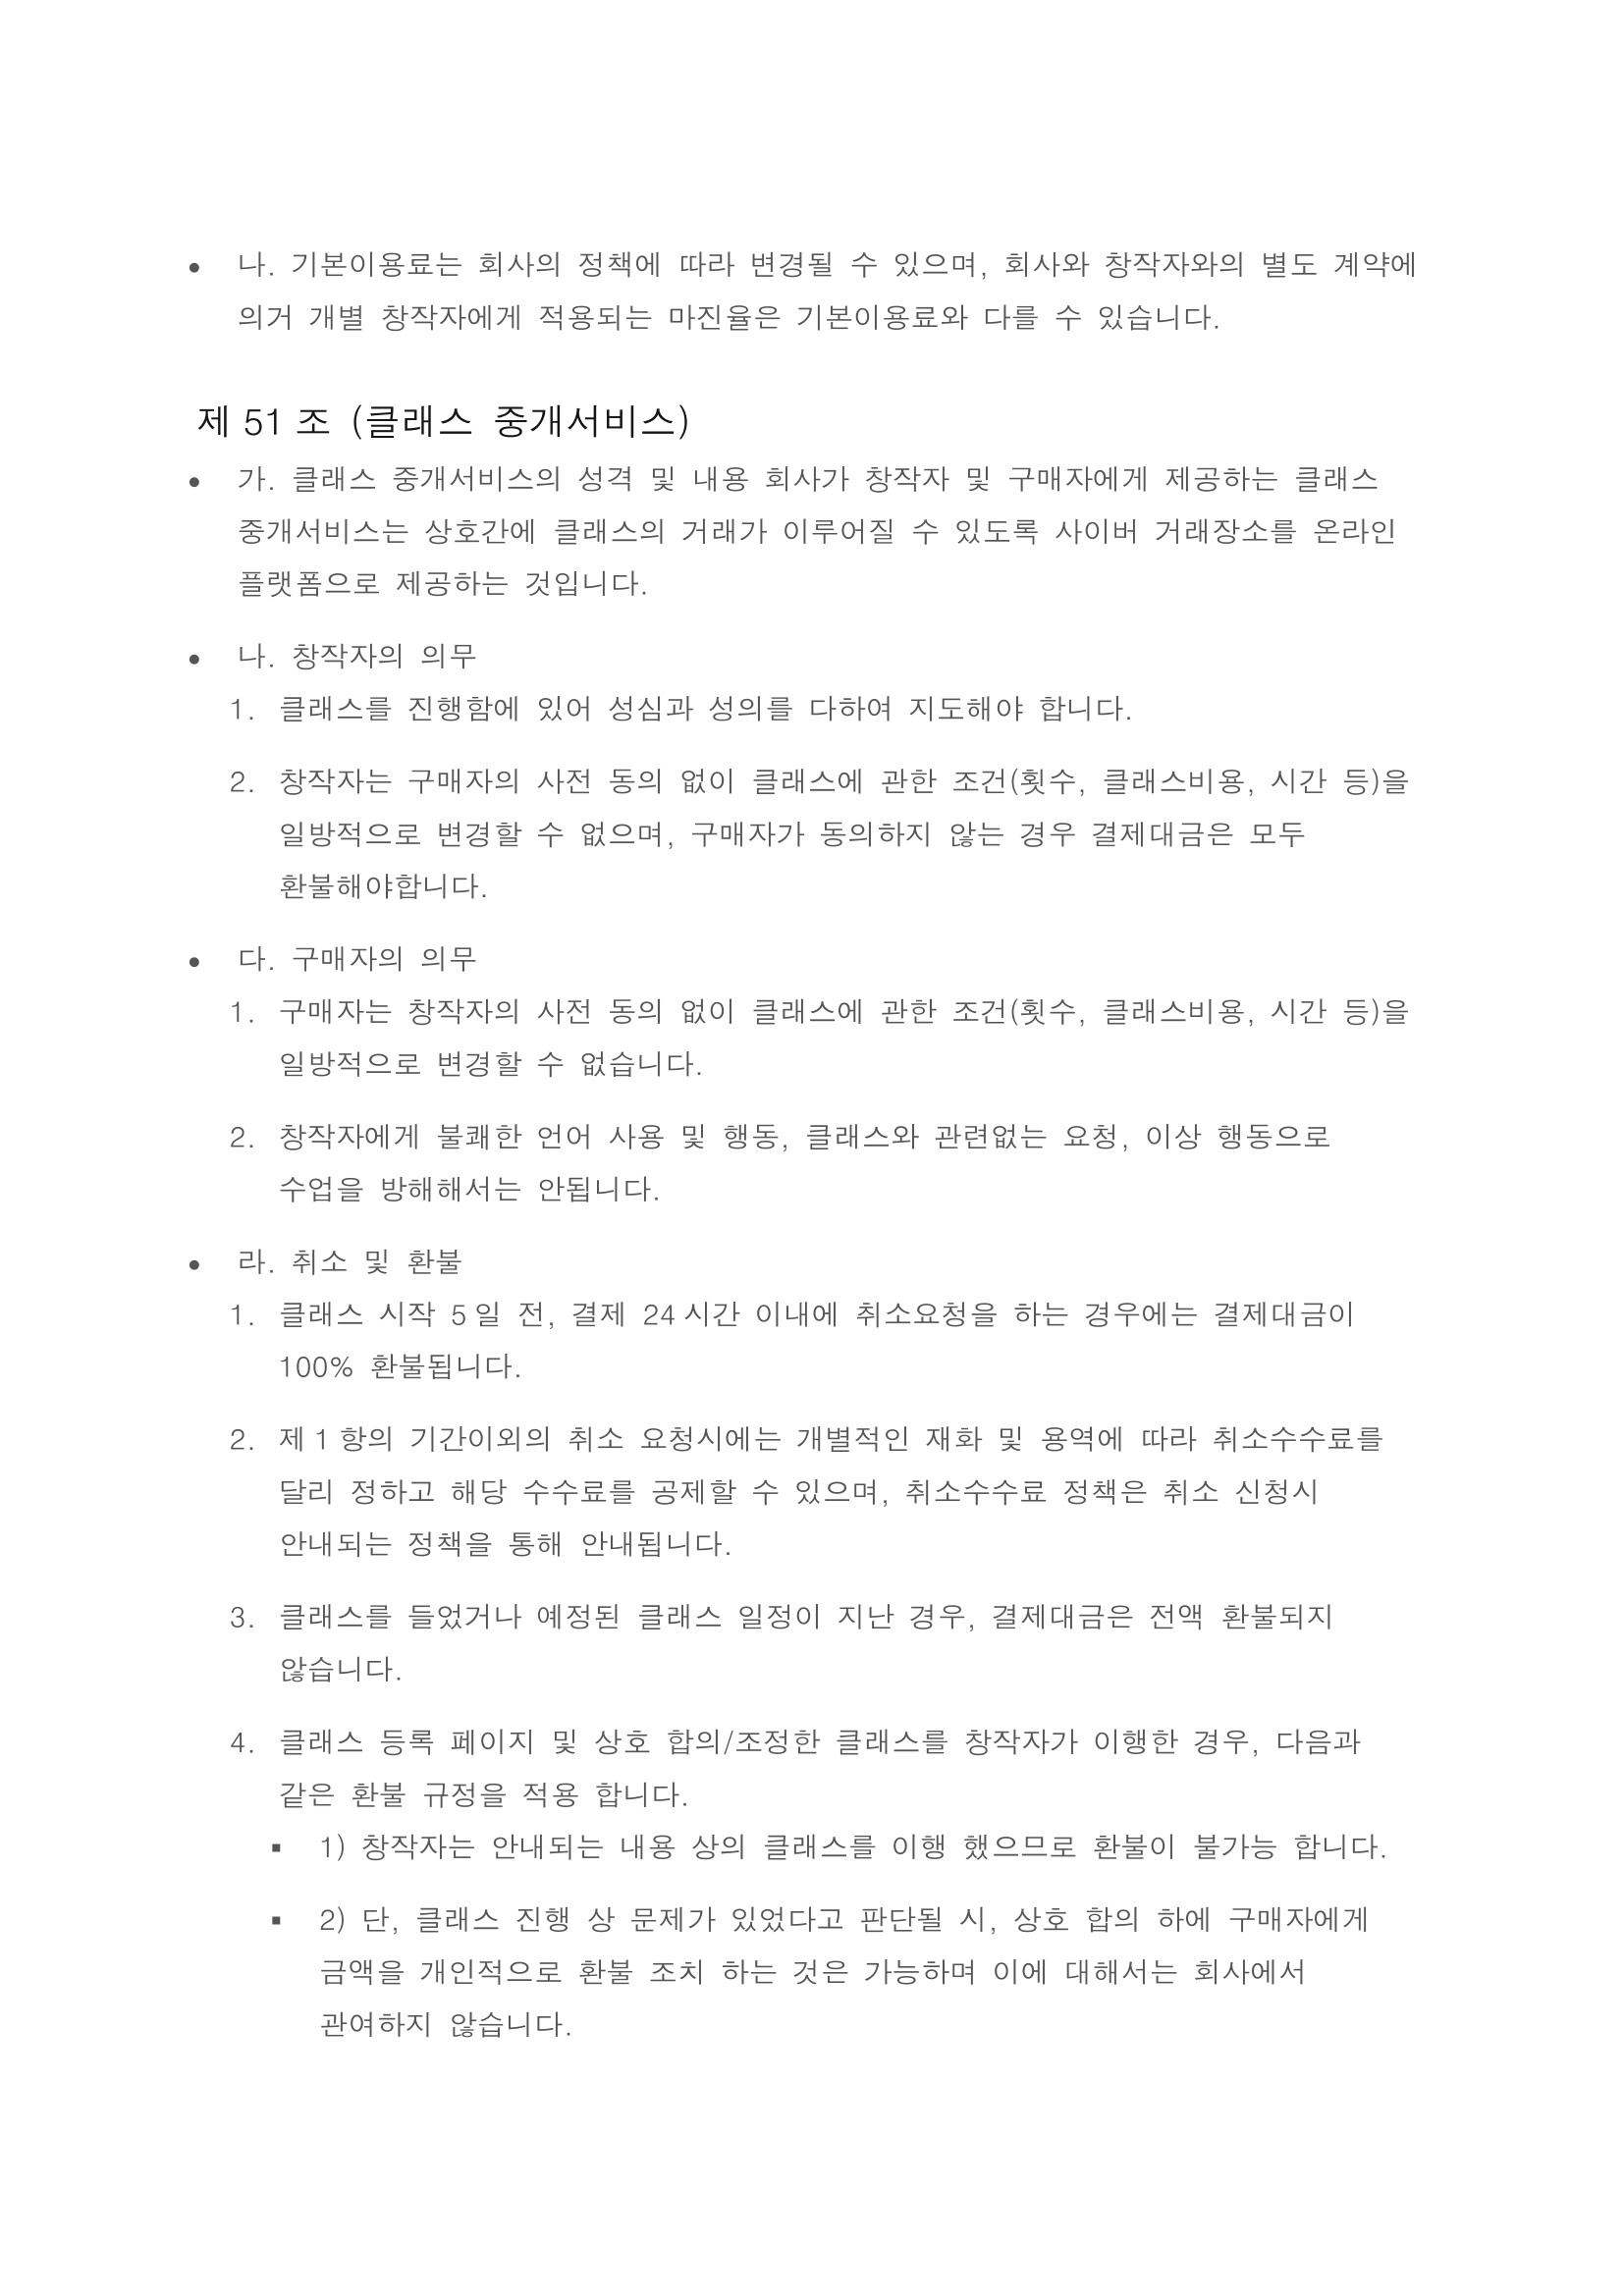 • 나. 기본이용료는 회사의 정책에 따라 변경될 수 있으며, 회사와 창작자와의 별도 계약에
의거 개별 창작자에게 적용되는 마진율은 기본이용료와 다를 수 있습니다.
제 51 조 (클래스 중개서비스)
• 가. 클래스 중개서비스의 성격 및 내용 회사가 창작자 및 구매자에게 제공하는 클래스
중개서비스는 상호간에 클래스의 거래가 이루어질 수 있도록 사이버 거래장소를 온라인
플랫폼으로 제공하는 것입니다.
• 나. 창작자의 의무
1. 클래스를 진행함에 있어 성심과 성의를 다하여 지도해야 합니다.
2. 창작자는 구매자의 사전 동의 없이 클래스에 관한 조건(횟수, 클래스비용, 시간 등)을
일방적으로 변경할 수 없으며, 구매자가 동의하지 않는 경우 결제대금은 모두
환불해야합니다.
• 다. 구매자의 의무
1. 구매자는 창작자의 사전 동의 없이 클래스에 관한 조건(횟수, 클래스비용, 시간 등)을
일방적으로 변경할 수 없습니다.
2. 창작자에게 불쾌한 언어 사용 및 행동, 클래스와 관련없는 요청, 이상 행동으로
수업을 방해해서는 안됩니다.
• 라. 취소 및 환불
1. 클래스 시작 5 일 전, 결제 24 시간 이내에 취소요청을 하는 경우에는 결제대금이
100% 환불됩니다.
2. 제 1 항의 기간이외의 취소 요청시에는 개별적인 재화 및 용역에 따라 취소수수료를
달리 정하고 해당 수수료를 공제할 수 있으며, 취소수수료 정책은 취소 신청시
안내되는 정책을 통해 안내됩니다.
3. 클래스를 들었거나 예정된 클래스 일정이 지난 경우, 결제대금은 전액 환불되지
않습니다.
4. 클래스 등록 페이지 및 상호 합의/조정한 클래스를 창작자가 이행한 경우, 다음과
같은 환불 규정을 적용 합니다.
▪ 1) 창작자는 안내되는 내용 상의 클래스를 이행 했으므로 환불이 불가능 합니다.
▪ 2) 단, 클래스 진행 상 문제가 있었다고 판단될 시, 상호 합의 하에 구매자에게
금액을 개인적으로 환불 조치 하는 것은 가능하며 이에 대해서는 회사에서
관여하지 않습니다.